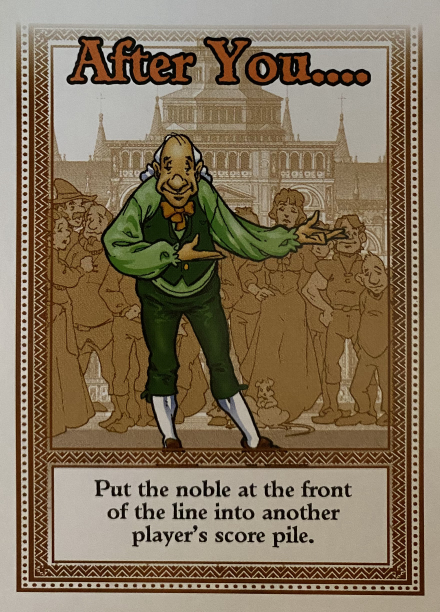 After You....
Put the noble at the front
of the line into another
player's score pile.